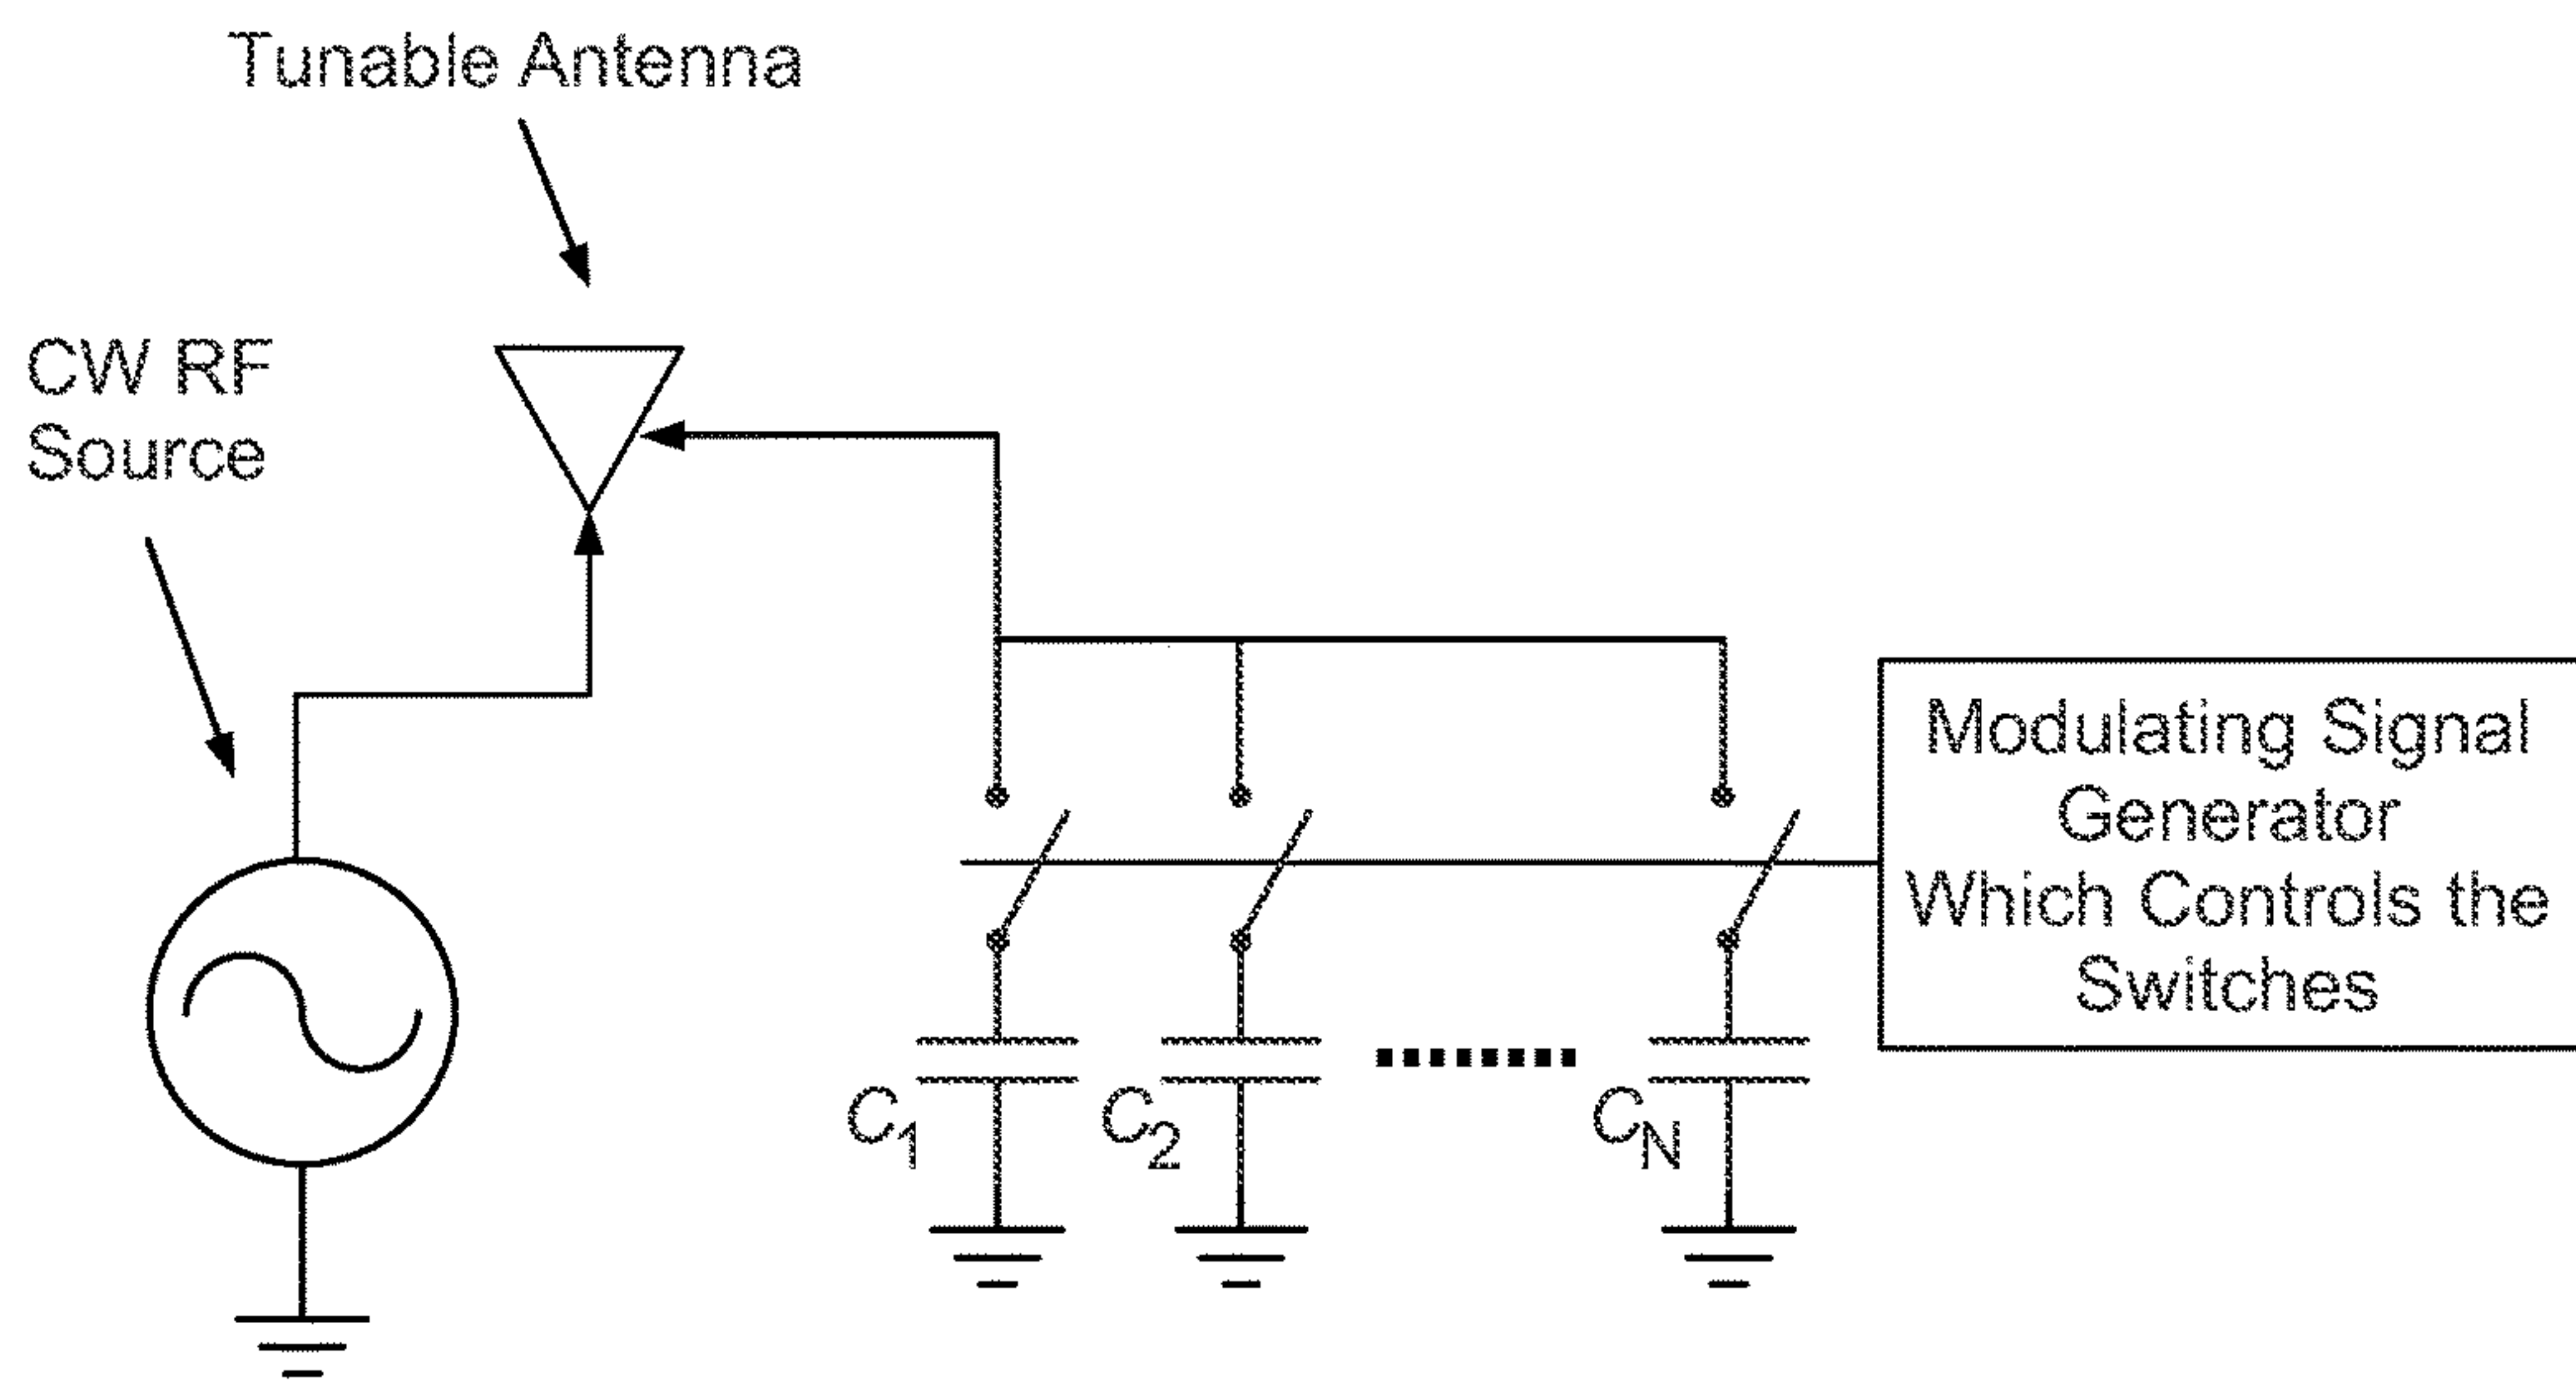 Tunable Antenna
CW RF
Source
Modulating Signal
Generator
Which Controls the
Switches
C1
C2
CN